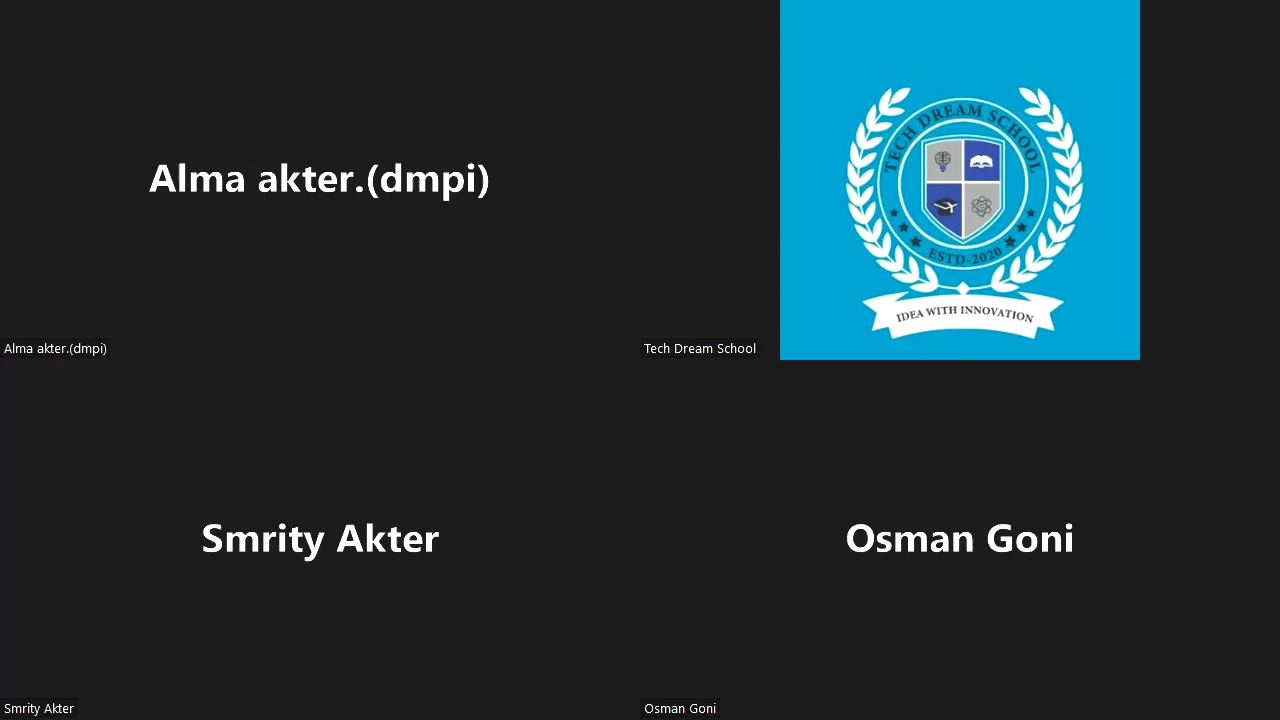 Alma akter.(dmpi)
Alma akter.(dmpi)
TECH DREAM SCHOOL
ESTD-2020
IDEA WITH INNOVATION
Tech Dream School
Smrity Akter
Smrity Akter
Osman Goni
Osman Goni